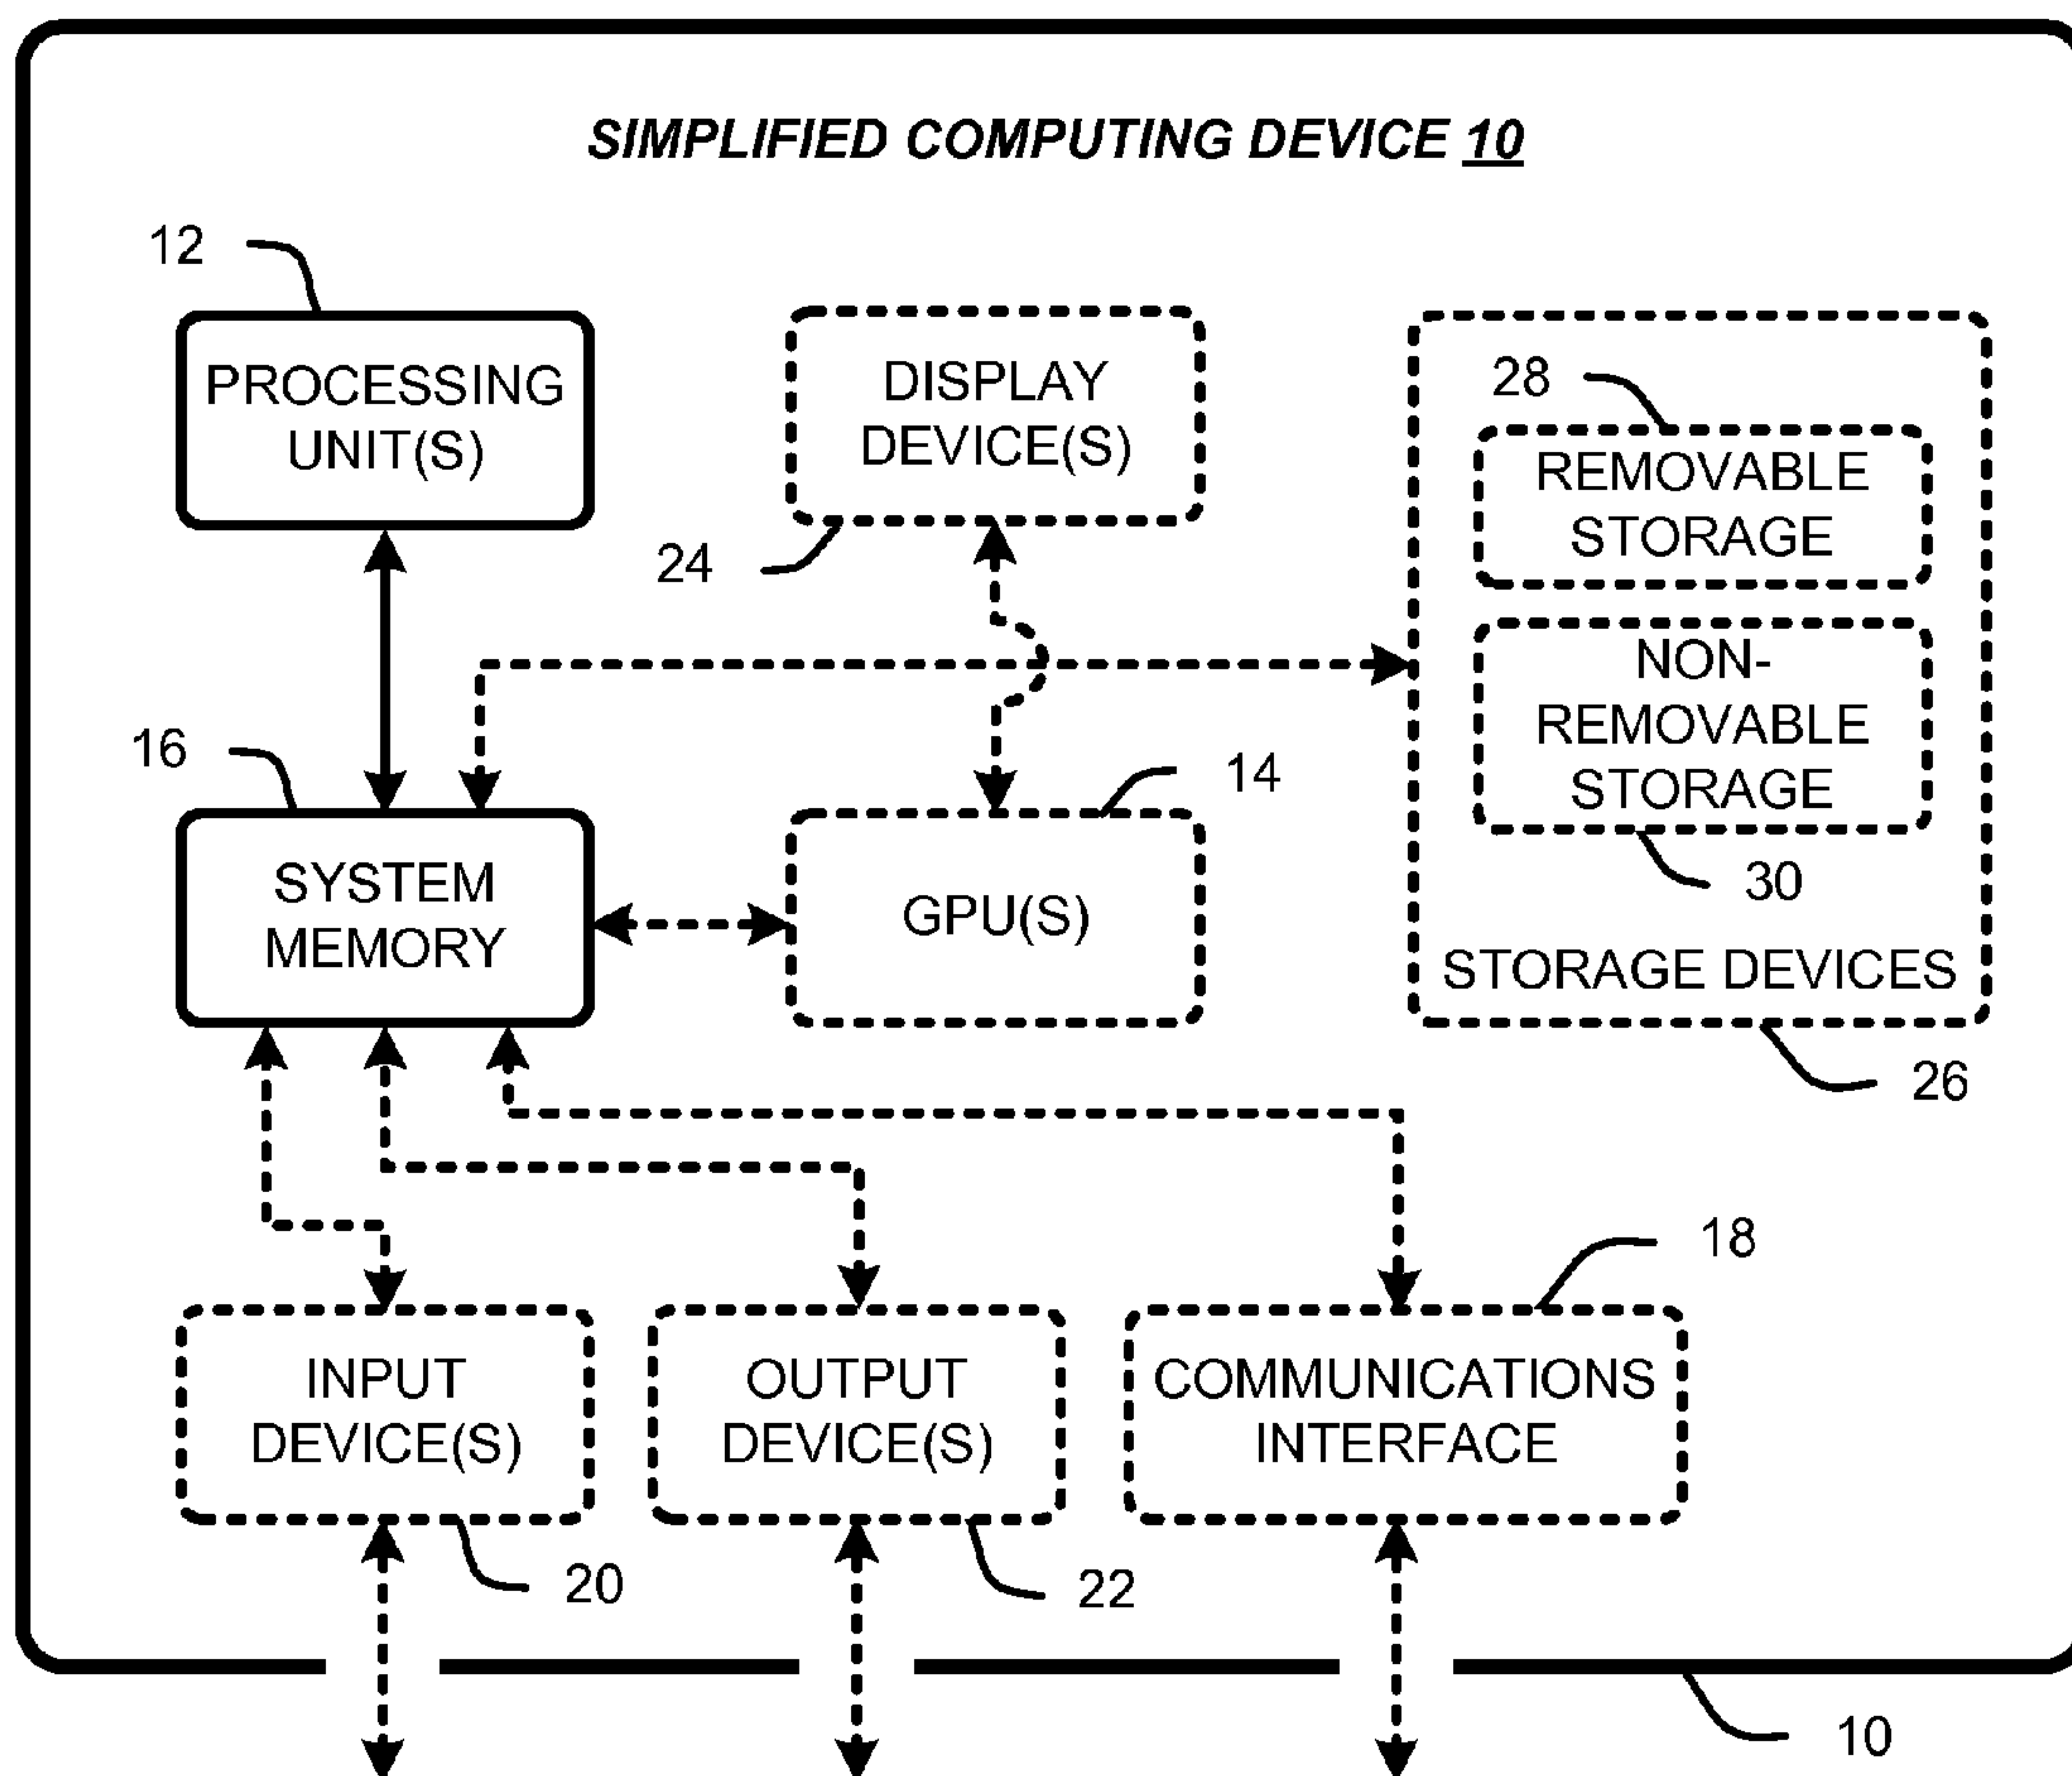 SIMPLIFIED COMPUTING DEVICE 10
12
PROCESSING
UNIT(S)
DISPLAY
DEVICE(S)
24
28
REMOVABLE
STORAGE
NON-
REMOVABLE
STORAGE
30
STORAGE DEVICES
26
16
SYSTEM
MEMORY
14
GPU(S)
18
INPUT
DEVICE(S)
20
OUTPUT
DEVICE(S)
22
COMMUNICATIONS
INTERFACE
10